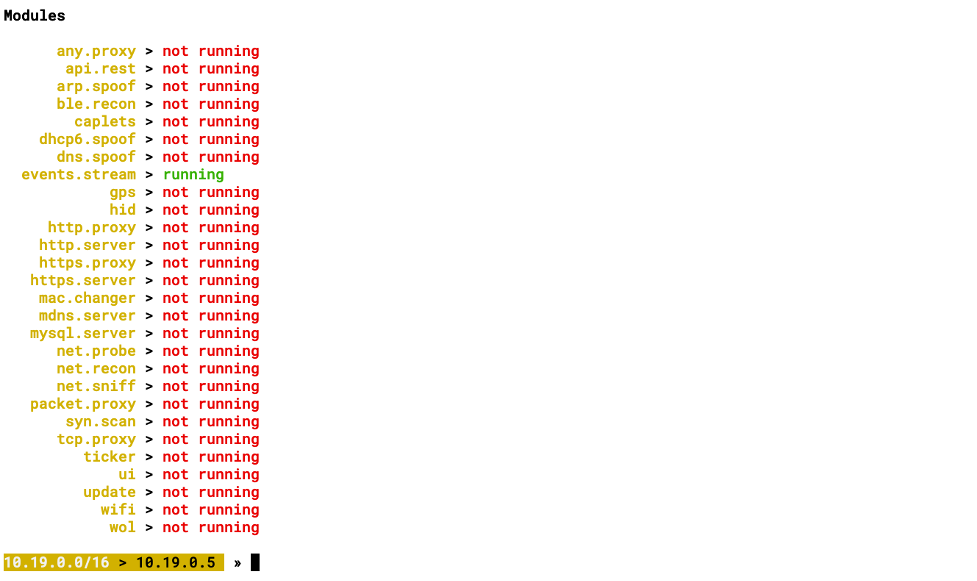 Modules
any.proxy > not running
api.rest > not running
arp.spoof > not running
ble.recon > not running
caplets > not running
dhcp6.spoof > not running
dns.spoof > not running
events.stream > running
gps > not running
hid > not running
http.proxy > not running
http.server > not running
https.proxy > not running
https.server > not running
mac.changer > not running
mdns.server > not running
mysql.server > not running
net.probe > not running
net.recon > not running
net.sniff > not running
packet.proxy > not running
syn.scan > not running
tcp.proxy > not running
ticker > not running
ui > not running
update > not running
wifi > not running
wol > not running
10.19.0.0/16 > 10.19.0.5 »